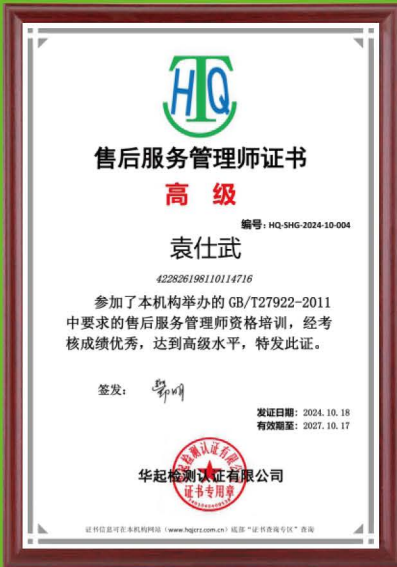 HTQ
售后服务管理师证书
高 级
编号：HQ-SHG-2024-10-004
袁仕武
422826198110114716
参加了本机构举办的 GB/T27922-2011
中要求的售后服务管理师资格培训，经考
核成绩优秀，达到高级水平，特发此证。
签发：
发证日期：2024.10.18
有效期至：2027.10.17
华起检测认证有限公司
证书专用章
证书信息可在本机构网站（www.hqjcrz.com.cn）底部“证书查询专区”查询